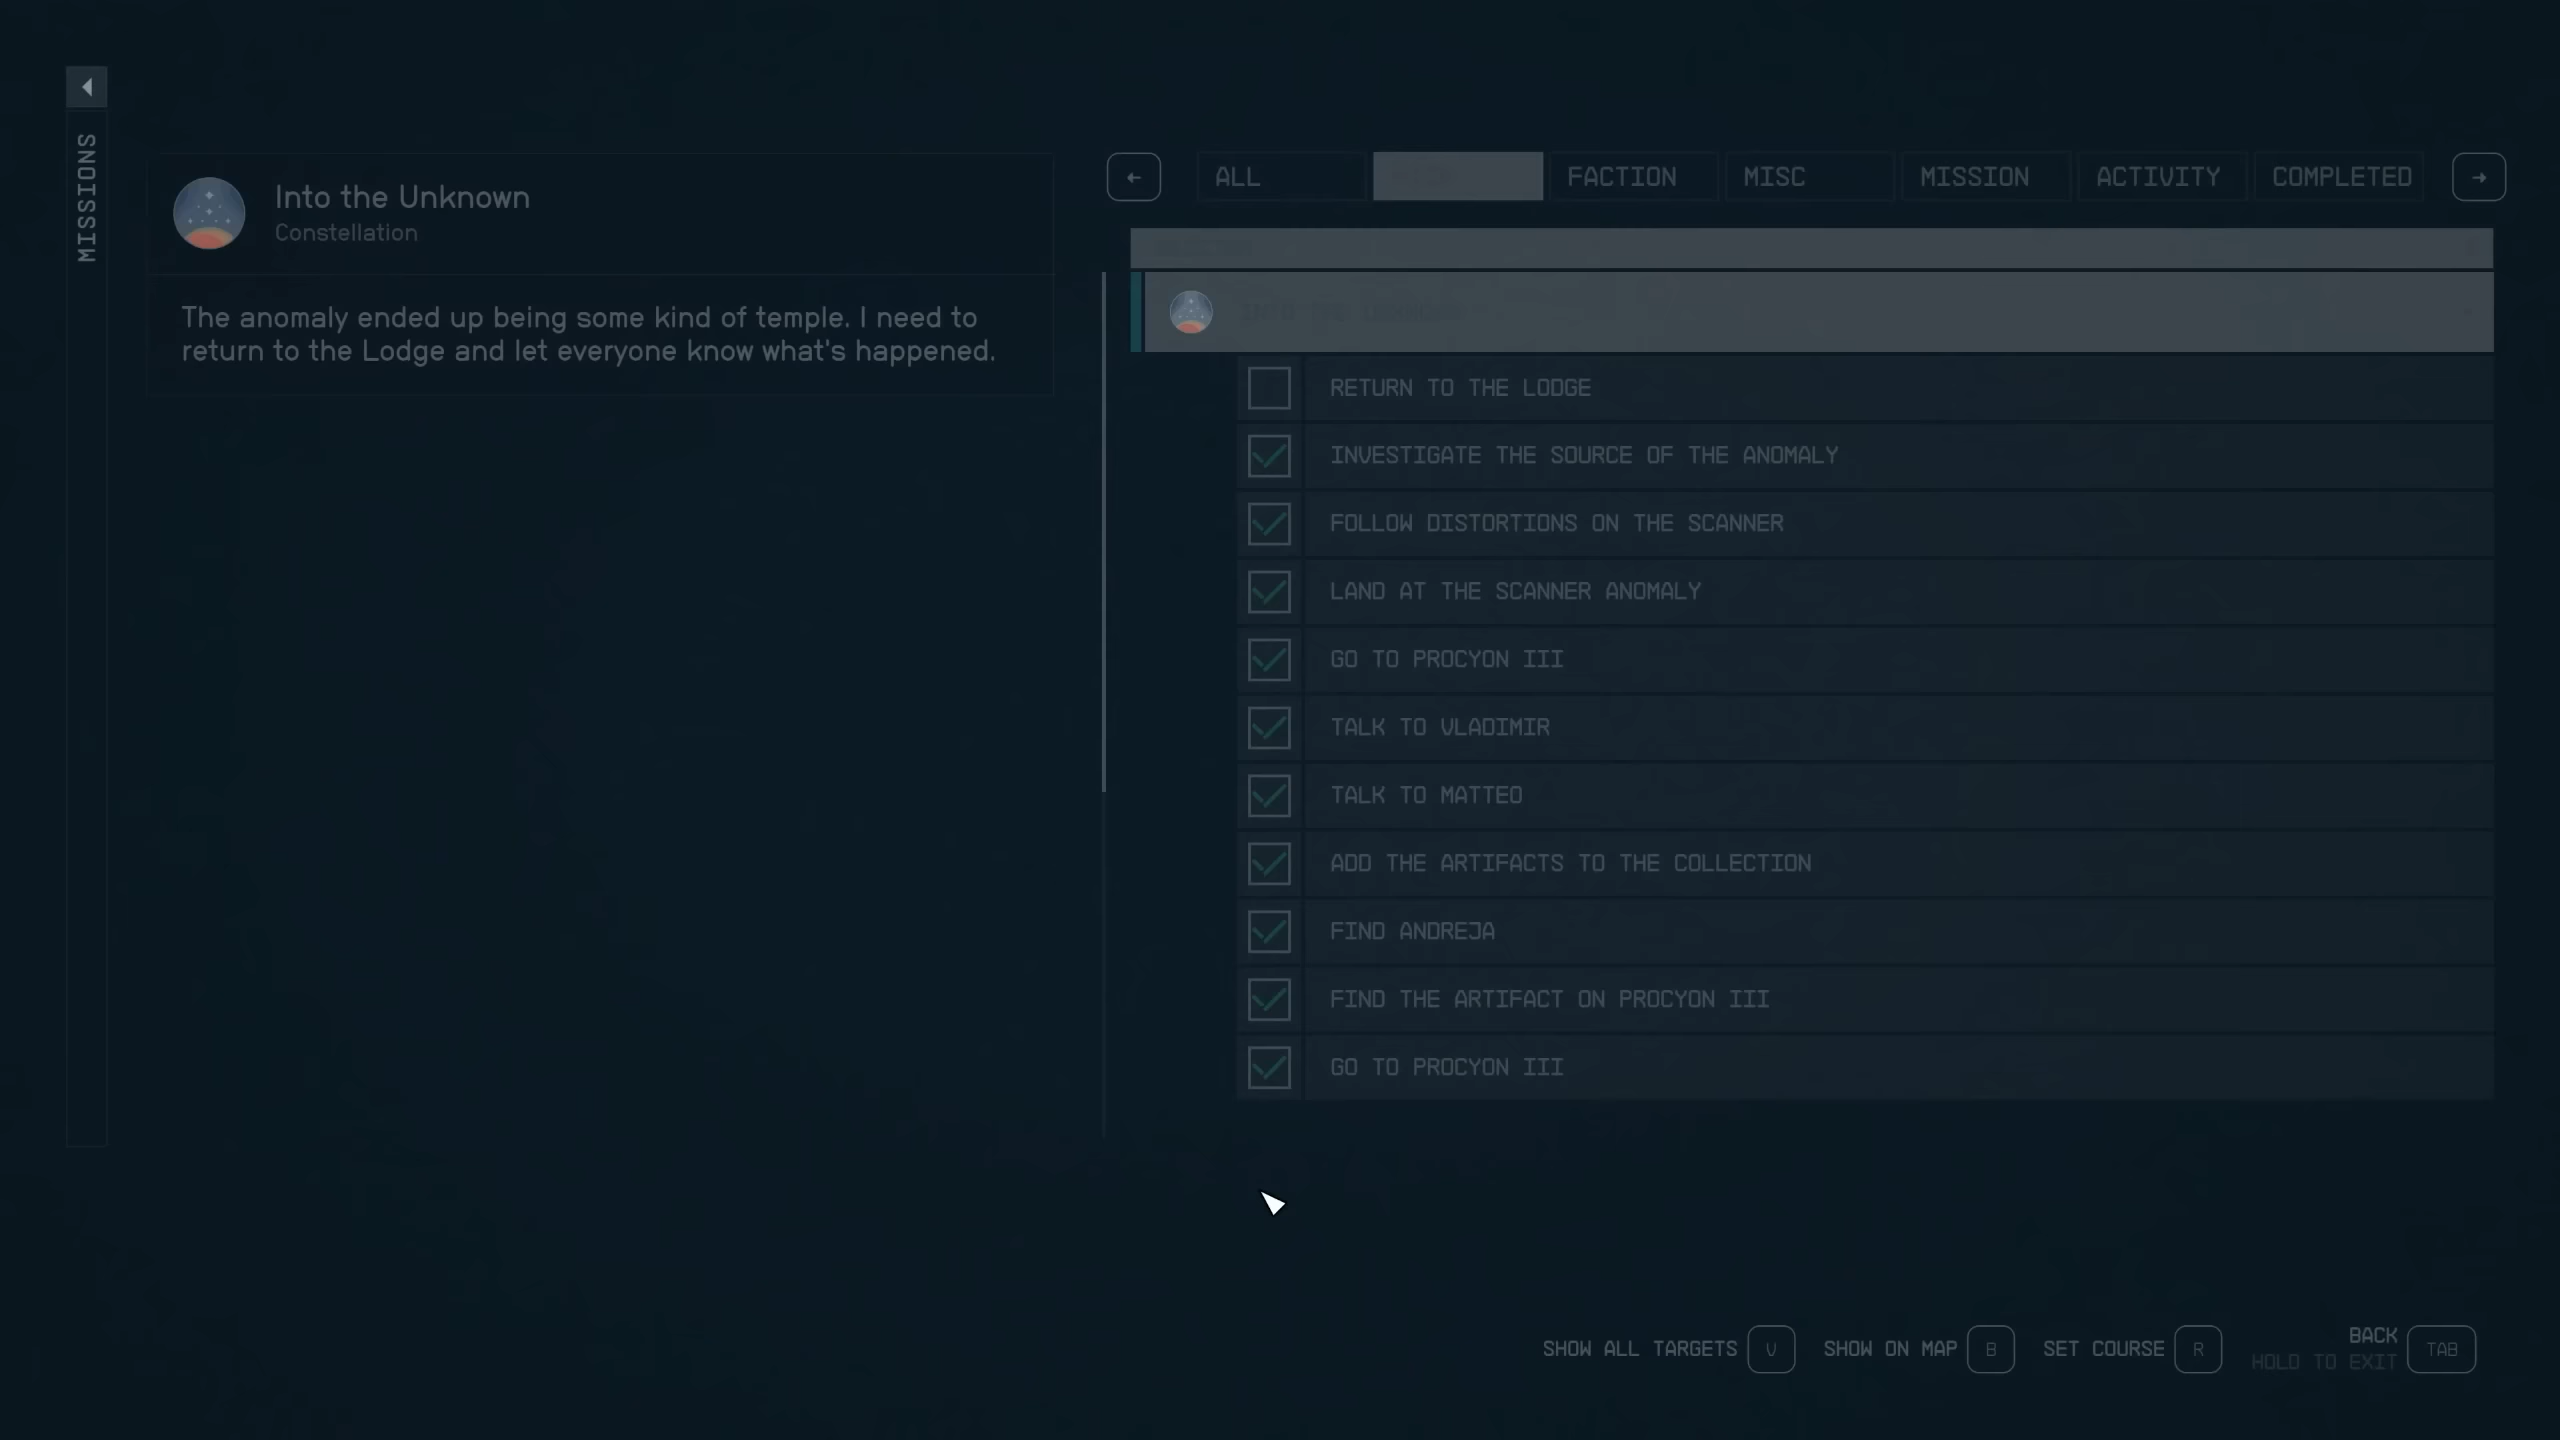 MISSIONS
Into the Unknown
Constellation
The anomaly ended up being some kind of temple. I need to
return to the Lodge and let everyone know what's happened.
ALL
FACTION
MISC
MISSION
ACTIVITY
COMPLETED
INTO THE UNKNOWN
RETURN TO THE LODGE
INVESTIGATE THE SOURCE OF THE ANOMALY
FOLLOW DISTORTIONS ON THE SCANNER
LAND AT THE SCANNER ANOMALY
GO TO PROCYON III
TALK TO VLADIMIR
TALK TO MATTEO
ADD THE ARTIFACTS TO THE COLLECTION
FIND ANDREJA
FIND THE ARTIFACT ON PROCYON III
GO TO PROCYON III
SHOW ALL TARGETS V
SHOW ON MAP B
SET COURSE R
BACK
HOLD TO EXIT
TAB